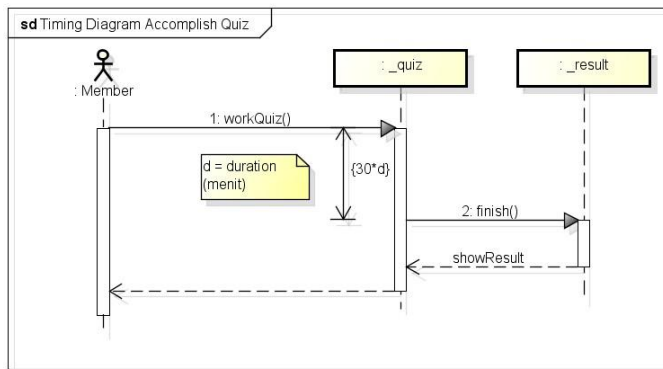 sd Timing Diagram Accomplish Quiz
: Member
: _quiz
: _result
1: workQuiz()
d = duration
(menit)
{30*d}
2: finish()
showResult